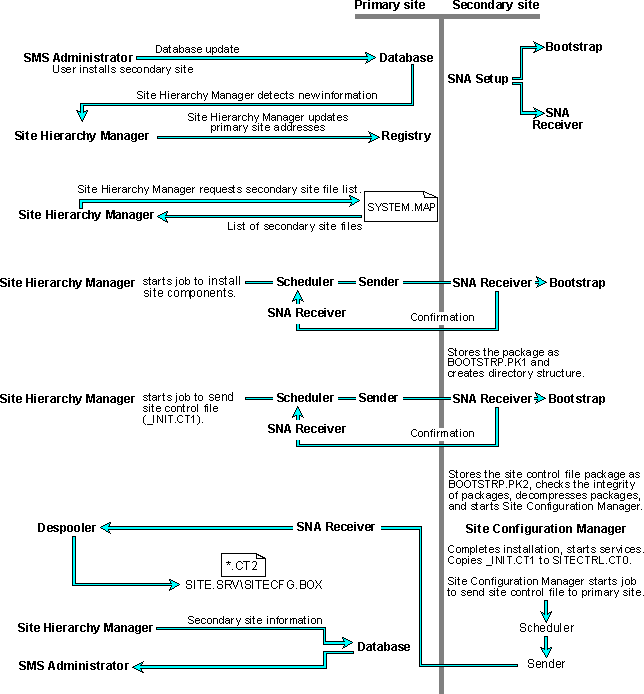 Primary site
Secondary site
SMS Administrator
Database update
Database
User installs secondary site
Bootstrap
SNA Setup
SNA
Receiver
Site Hierarchy Manager detects new information
Site Hierarchy Manager
Site Hierarchy Manager updates
primary site addresses
Registry
Site Hierarchy Manager requests secondary site file list.
SYSTEM.MAP
Site Hierarchy Manager
List of secondary site files
Site Hierarchy Manager
starts job to install
site components.
Scheduler
Sender
SNA Receiver
Bootstrap
SNA Receiver
Confirmation
Stores the package as
BOOTSTRP.PK1 and
creates directory structure.
Site Hierarchy Manager
starts job to send
site control file
(_INIT.CT1).
Scheduler
Sender
SNA Receiver
Bootstrap
SNA Receiver
Confirmation
Stores the site control file package as
BOOTSTRP.PK2, checks the integrity
of packages, decompresses packages,
and starts Site Configuration Manager.
Despooler
SNA Receiver
Site Configuration Manager
Completes installation, starts services.
Copies _INIT.CT1 to SITECTRL.CT0.
*.CT2
SITE.SRV\SITECFG.BOX
Site Configuration Manager starts job
to send site control file to primary site.
Site Hierarchy Manager
Secondary site information
Scheduler
Database
SMS Administrator
Sender